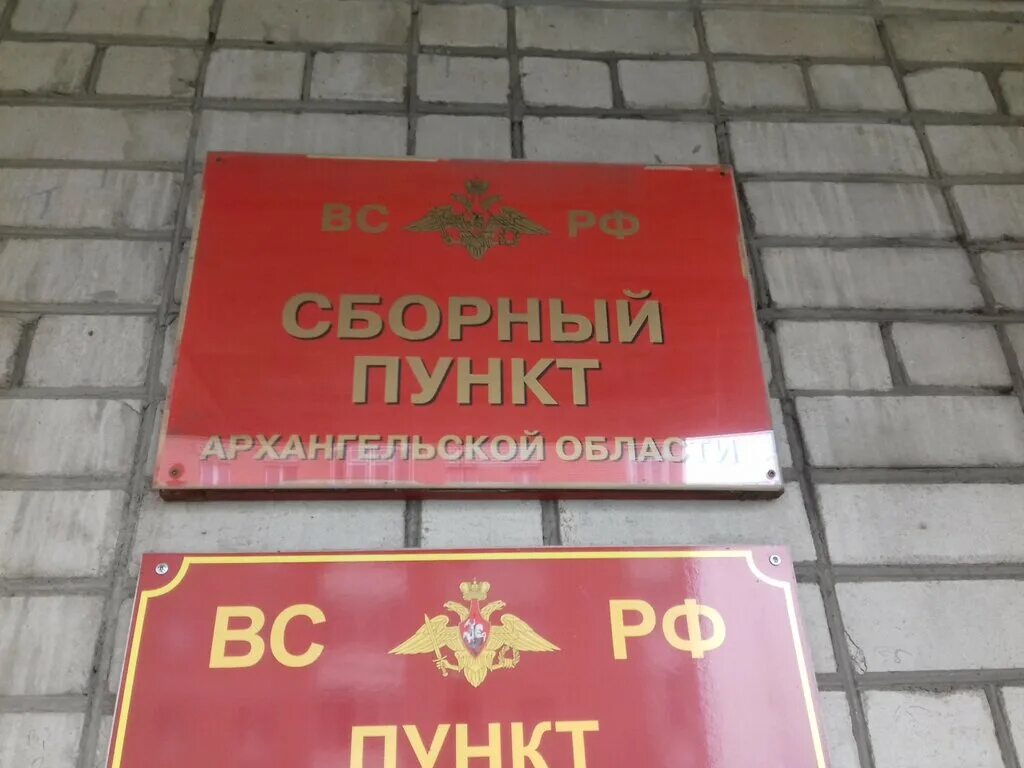 ВС РФ
СБОРНЫЙ
ПУНКТ
АРХАНГЕЛЬСКОЙ ОБЛАСТИ
ВС РФ
ПУНКТ